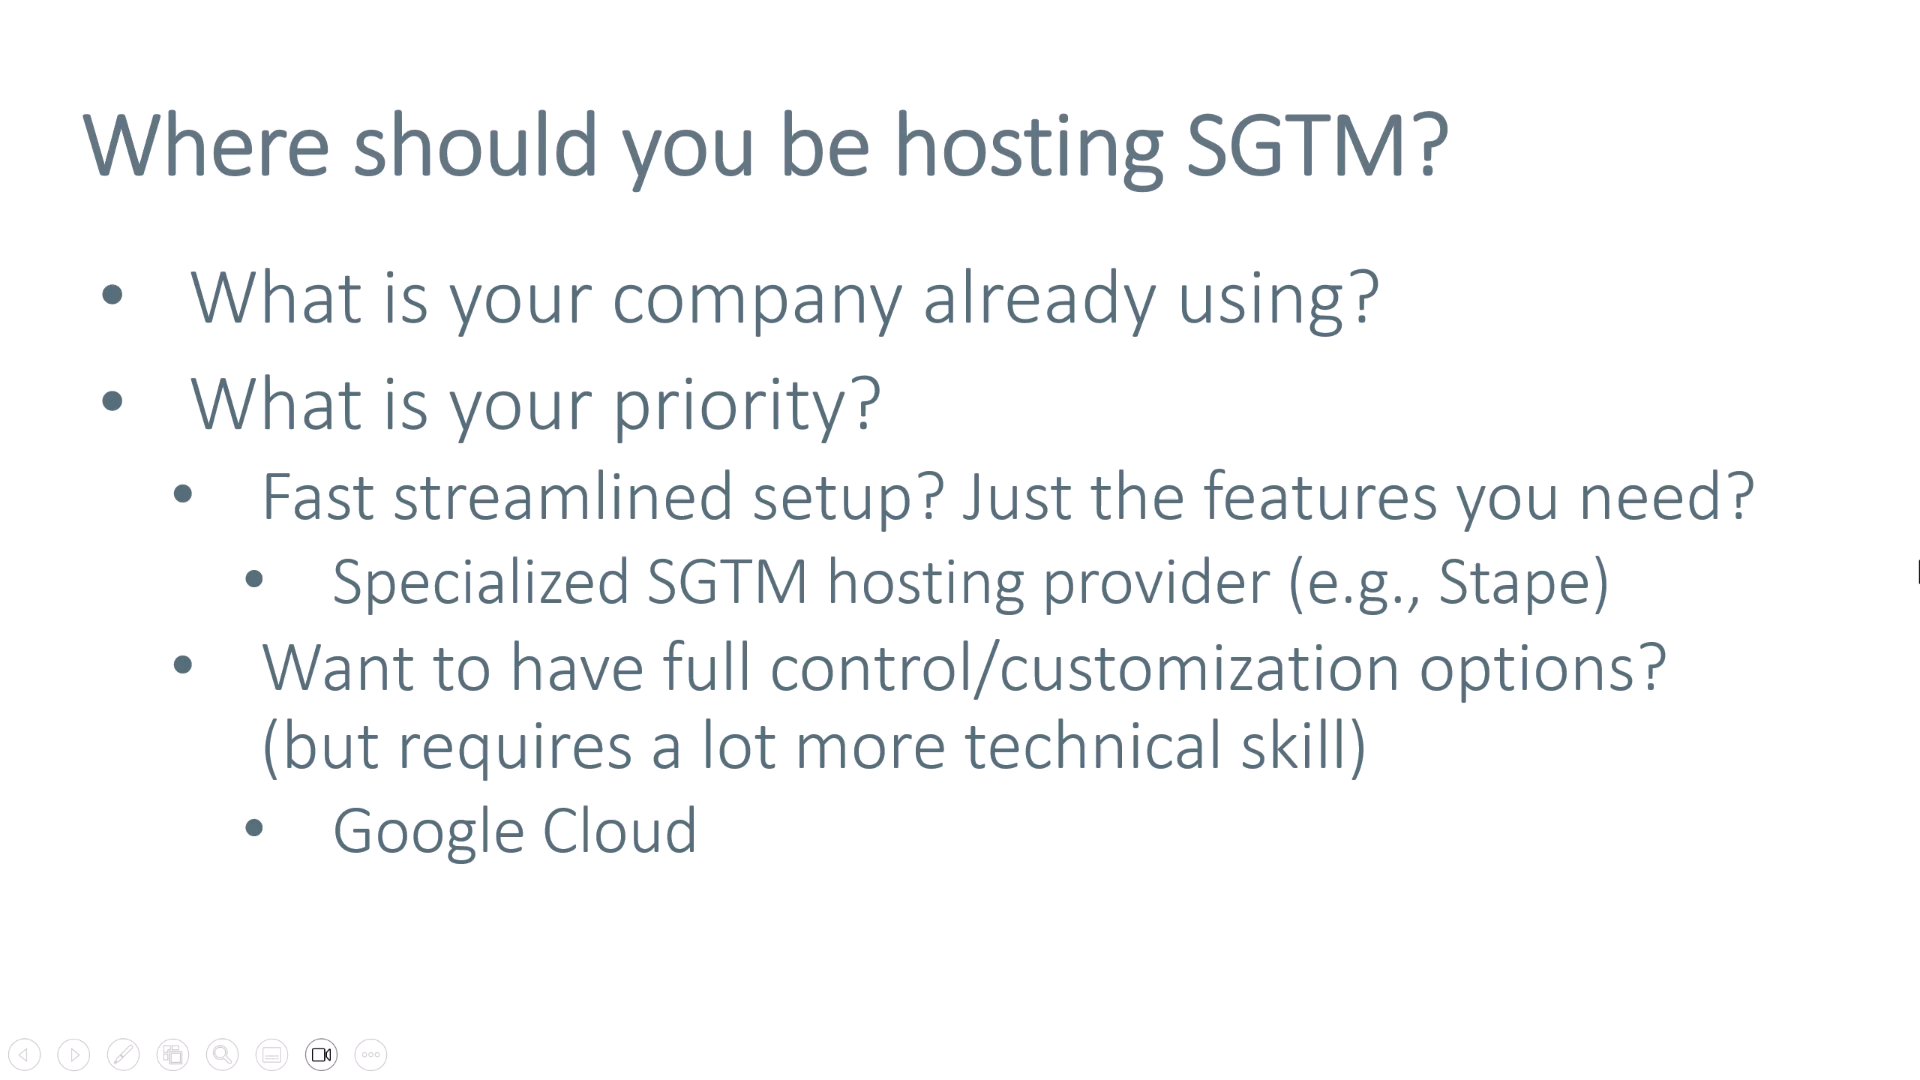 Where should you be hosting SGTM?
• What is your company already using?
• What is your priority?
• Fast streamlined setup? Just the features you need?
• Specialized SGTM hosting provider (e.g., Stape)
• Want to have full control/customization options?
(but requires a lot more technical skill)
• Google Cloud